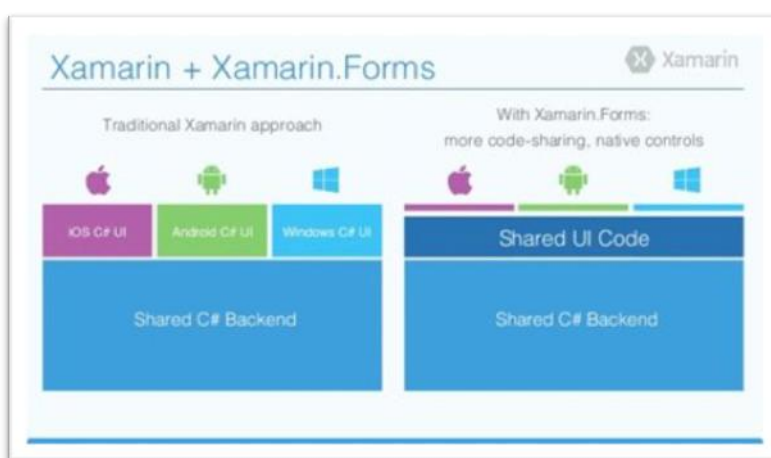 Xamarin + Xamarin.Forms
Xamarin
Traditional Xamarin approach
With Xamarin.Forms:
more code-sharing, native controls
iOS C# UI
Android C# UI
Windows C# UI
Shared C# Backend
Shared UI Code
Shared C# Backend